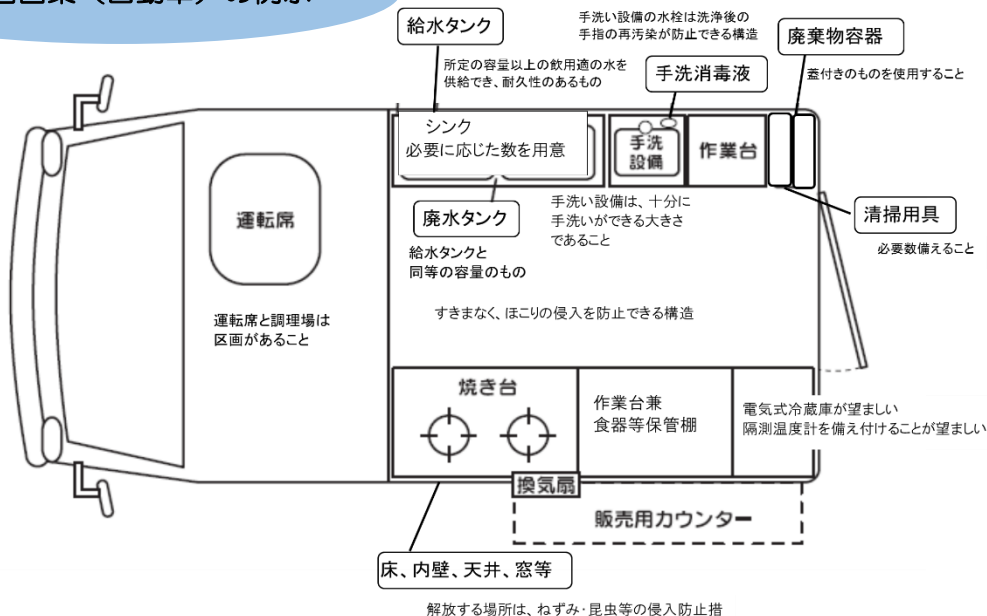 （自動車）の例示
給水タンク
所定の容量以上の飲用適の水を
供給でき、耐久性のあるもの
手洗い設備の水栓は洗浄後の
手指の再汚染が防止できる構造
手洗消毒液
廃棄物容器
蓋付きのものを使用すること
シンク
必要に応じた数を用意
手洗
設備
作業台
廃水タンク
給水タンクと
同等の容量のもの
手洗い設備は、十分に
手洗いができる大きさ
であること
清掃用具
必要数備えること
運転席
運転席と調理場は
区画があること
すきまなく、ほこりの侵入を防止できる構造
焼き台
作業台兼
食器等保管棚
電気式冷蔵庫が望ましい
隔測温度計を備え付けることが望ましい
換気扇
販売用カウンター
床、内壁、天井、窓等
解放する場所は、ねずみ・昆虫等の侵入防止措